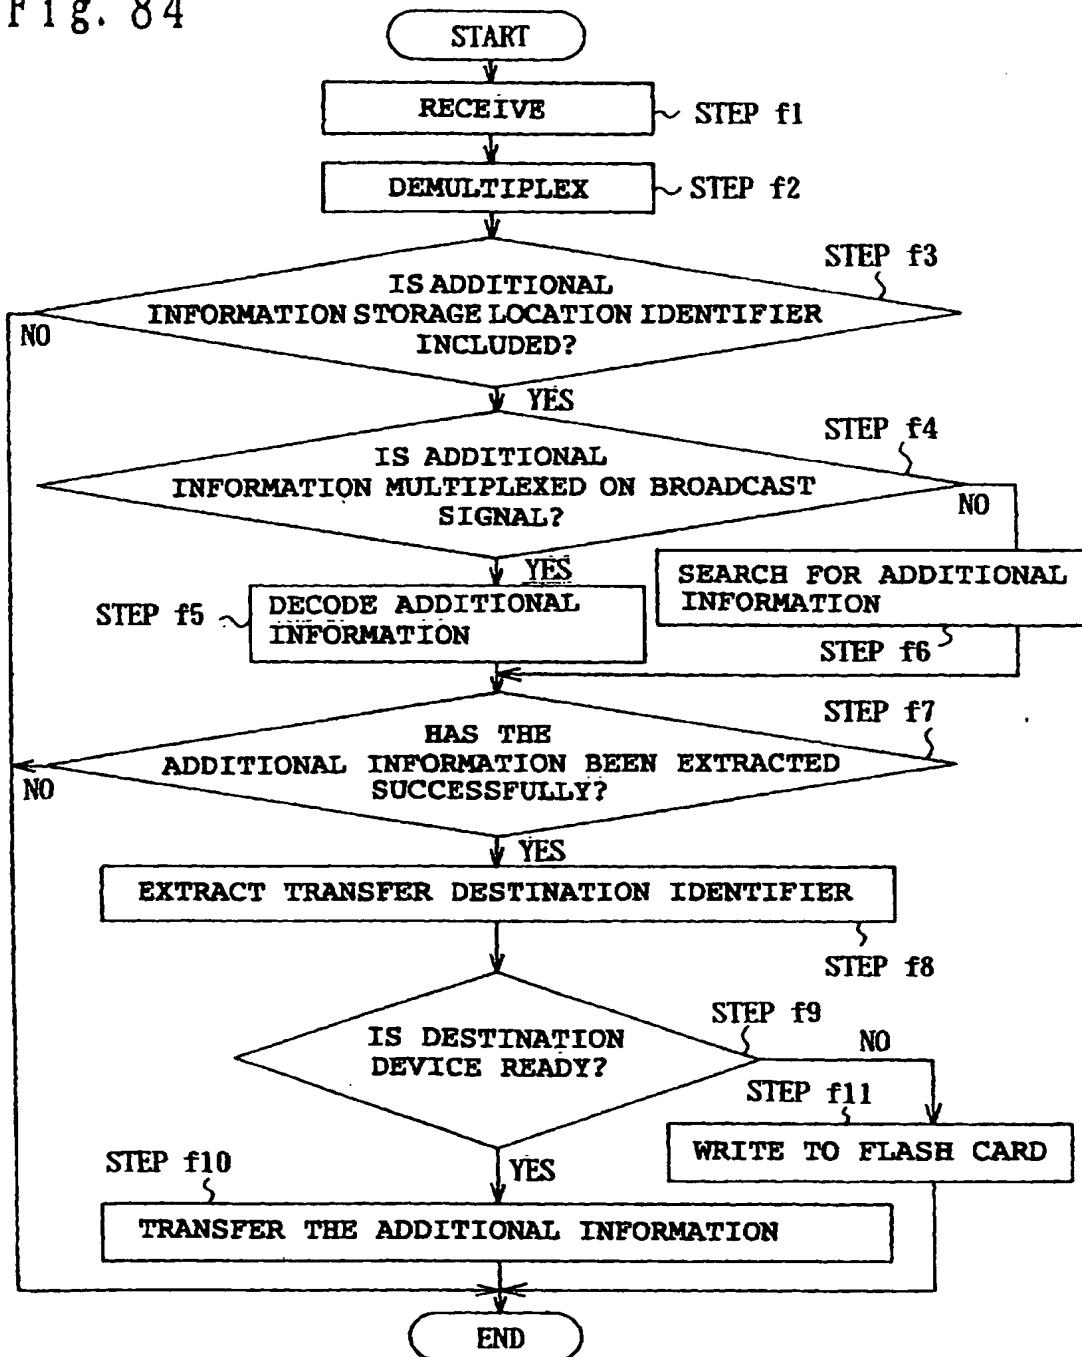 Fig. 84
START
RECEIVE
STEP f1
DEMULTIPLEX
STEP f2
STEP f3
IS ADDITIONAL
INFORMATION STORAGE LOCATION IDENTIFIER
INCLUDED?
NO
YES
STEP f4
IS ADDITIONAL
INFORMATION MULTIPLEXED ON BROADCAST
SIGNAL?
NO
YES
STEP f5
DECODE ADDITIONAL
INFORMATION
SEARCH FOR ADDITIONAL
INFORMATION
STEP f6
STEP f7
HAS THE
ADDITIONAL INFORMATION BEEN EXTRACTED
SUCCESSFULLY?
NO
YES
EXTRACT TRANSFER DESTINATION IDENTIFIER
STEP f8
STEP f9
IS DESTINATION
DEVICE READY?
NO
STEP f11
WRITE TO FLASH CARD
YES
STEP f10
TRANSFER THE ADDITIONAL INFORMATION
END